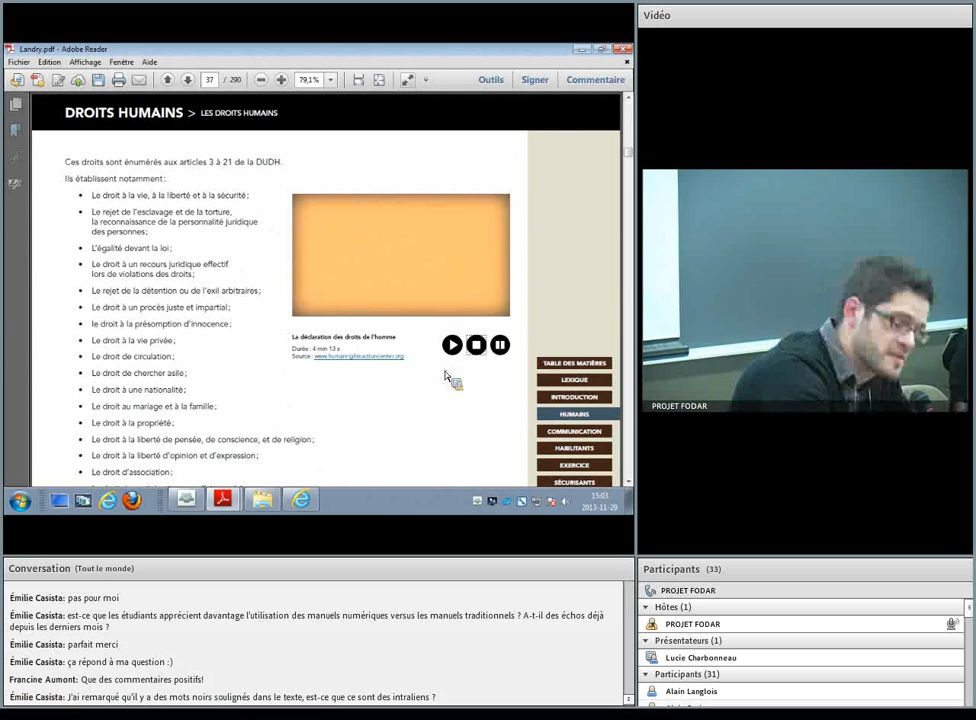 Landry.pdf - Adobe Reader
Fichier Edition Affichage Fenêtre Aide
37 / 290 79,1%
Outils Signer Commentaire
DROITS HUMAINS > LES DROITS HUMAINS
Ces droits sont énumérés aux articles 3 à 21 de la DUDH.
Ils établissent notamment :
• Le droit à la vie, à la liberté et à la sécurité;
• Le rejet de l'esclavage et de la torture,
la reconnaissance de la personnalité juridique
des personnes;
• L'égalité devant la loi;
• Le droit à un recours juridique effectif
lors de violations des droits;
• Le rejet de la détention ou de l'exil arbitraires;
• Le droit à un procès juste et impartial;
• le droit à la présomption d'innocence;
• Le droit à la vie privée;
• Le droit de circulation;
• Le droit de chercher asile;
• Le droit à une nationalité;
• Le droit au mariage et à la famille;
• Le droit à la propriété;
• Le droit à la liberté de pensée, de conscience, et de religion;
• Le droit à la liberté d'opinion et d'expression;
• Le droit d'association;
La déclaration des droits de l'homme
Durée : 4 min 13 s
Source : www.humanrightsactioncenter.org
TABLE DES MATIÈRES
LEXIQUE
INTRODUCTION
HUMAINS
COMMUNICATION
HABILITANTS
EXERCICE
SÉCURISANTS
15:03
2013-11-29
Vidéo
PROJET FODAR
Conversation (Tout le monde)
Émilie Casista: pas pour moi
Émilie Casista: est-ce que les étudiants apprécient davantage l'utilisation des manuels numériques versus les manuels traditionnels ? A-t-il des échos déjà
depuis les derniers mois ?
Émilie Casista: parfait merci
Émilie Casista: ça répond à ma question :)
Francine Aumont: Que des commentaires positifs!
Émilie Casista: J'ai remarqué qu'il y a des mots noirs soulignés dans le texte, est-ce que ce sont des intraliens ?
Participants (33)
PROJET FODAR
Hôtes (1)
PROJET FODAR
Présentateurs (1)
Lucie Charbonneau
Participants (31)
Alain Langlois